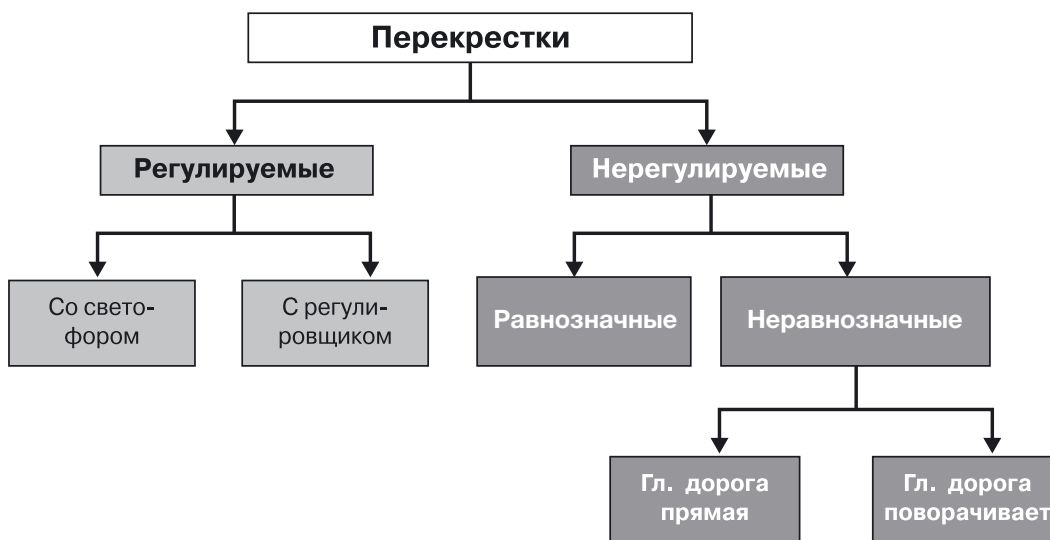 Перекрестки
Регулируемые
Нерегулируемые
Со свето-
фором
С регули-
ровщиком
Равнозначные
Неравнозначные
Гл. дорога
прямая
Гл. дорога
поворачивает